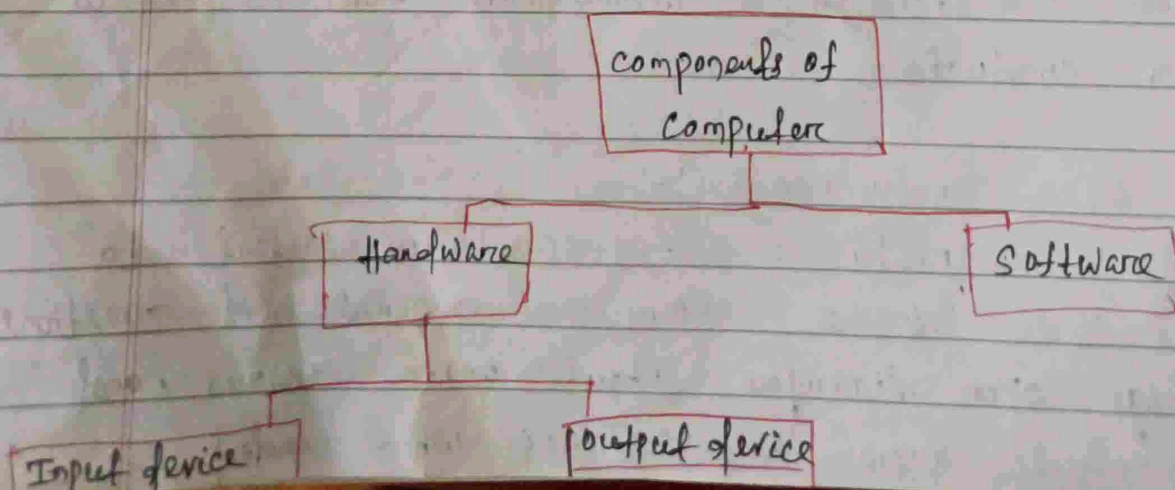 components of
computer
Hardware
Software
Input device
output device